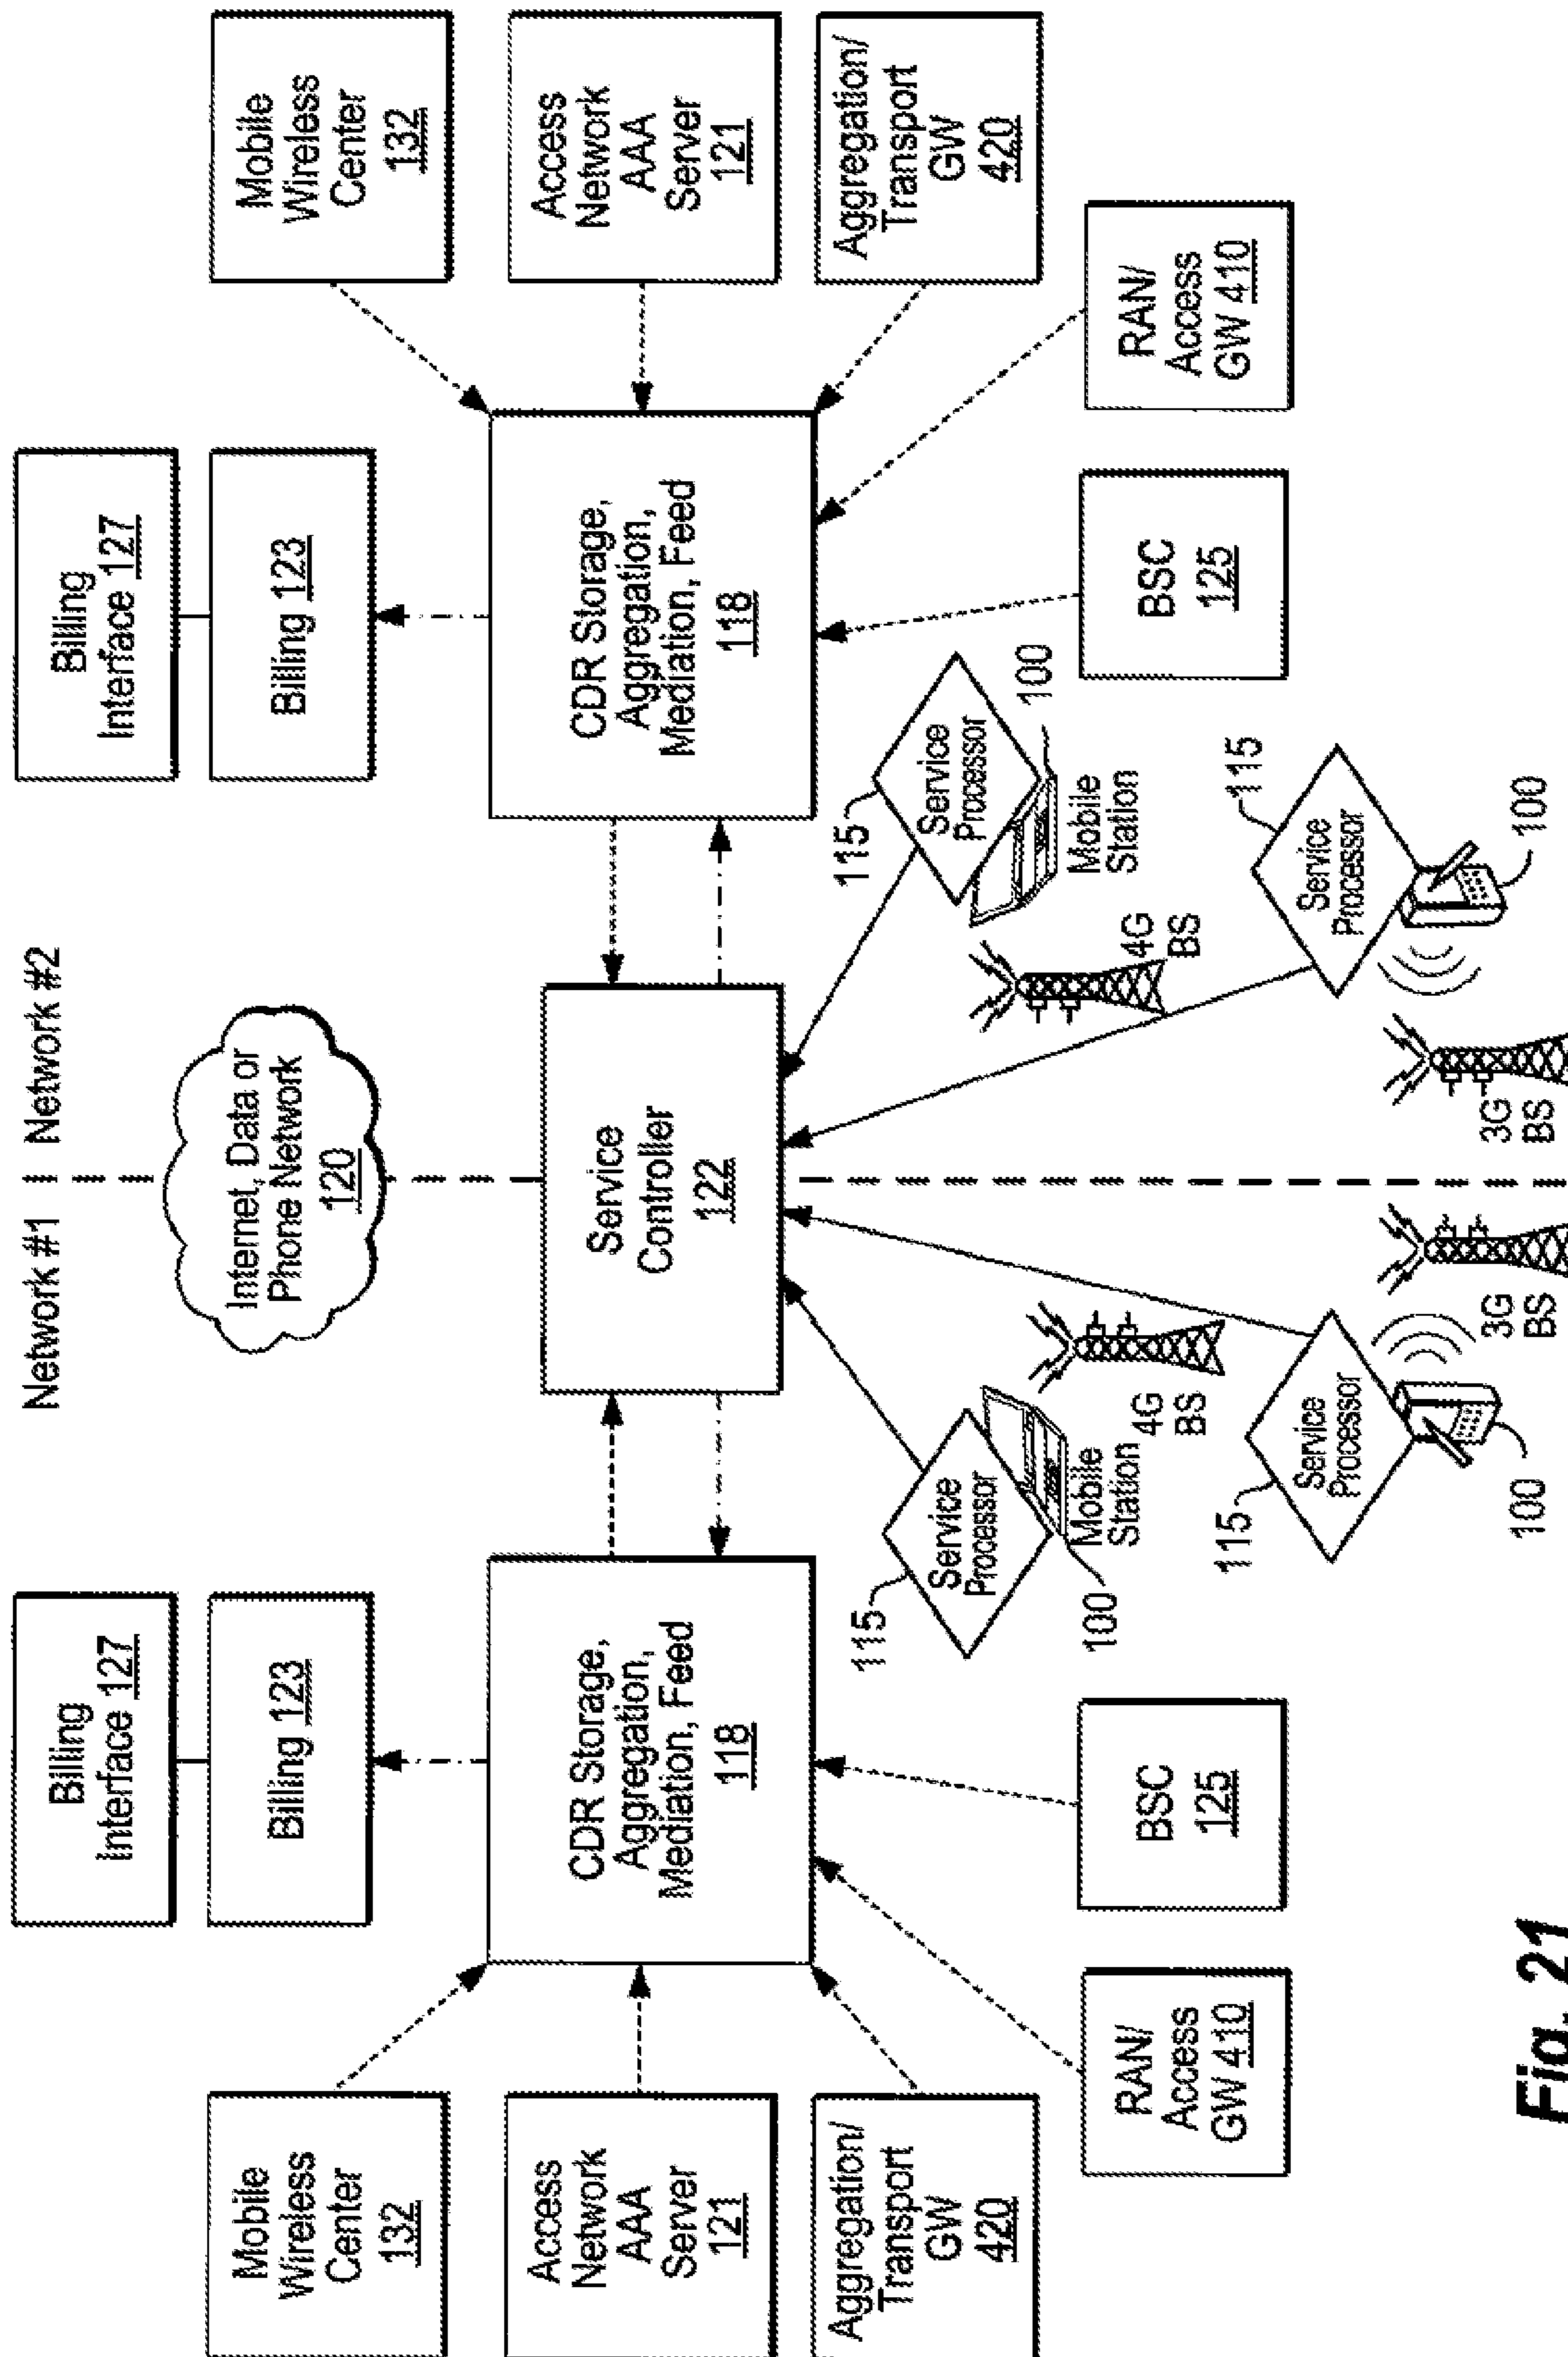 Network #1
Network #2
Billing
Interface 127
Billing 123
Internet, Data or
Phone Network
120
Billing
Interface 127
Billing 123
Mobile
Wireless
Center
132
Access
Network
AAA
Server
121
Aggregation/
Transport
GW
420
CDR Storage,
Aggregation,
Mediation, Feed
118
Service
Controller
122
CDR Storage,
Aggregation,
Mediation, Feed
118
Mobile
Wireless
Center
132
Access
Network
AAA
Server
121
Aggregation/
Transport
GW
420
RAN/
Access
GW 410
BSC
125
115
Service
Processor
100
Mobile
Station
4G
BS
115
Service
Processor
100
3G
BS
4G
BS
115
Service
Processor
Mobile
Station
100
3G
BS
Service
Processor
115
100
BSC
125
RAN/
Access
GW 410
Fig. 21